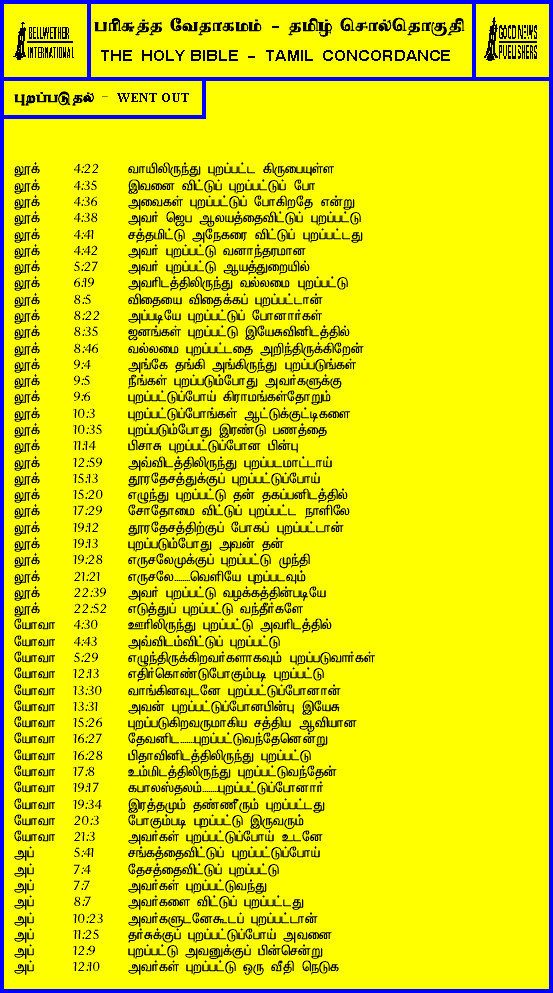 BELLWETHER
INTERNATIONAL
பரிசுத்த வேதாகமம் - தமிழ் சொல்தொகுதி
THE HOLY BIBLE - TAMIL CONCORDANCE
GOOD NEWS
PUBLISHERS
புறப்படுதல் - WENT OUT
லூக் 4:22 வாயிலிருந்து புறப்பட்ட கிருபையுள்ள
லூக் 4:35 இவனை விட்டுப் புறப்பட்டுப் போ
லூக் 4:36 அவைகள் புறப்பட்டுப் போகிறதே என்று
லூக் 4:38 அவர் ஜெப ஆலயத்தைவிட்டுப் புறப்பட்டு
லூக் 4:41 சத்தமிட்டு அநேகரை விட்டுப் புறப்பட்டது
லூக் 4:42 அவர் புறப்பட்டு வனாந்தரமான
லூக் 5:27 அவர் புறப்பட்டு ஆயத்துறையில்
லூக் 6:19 அவரிடத்திலிருந்து வல்லமை புறப்பட்டு
லூக் 8:5 விதையை விதைக்கப் புறப்பட்டான்
லூக் 8:22 அப்படியே புறப்பட்டுப் போனார்கள்
லூக் 8:35 ஜனங்கள் புறப்பட்டு இயேசுவினிடத்தில்
லூக் 8:46 வல்லமை புறப்பட்டதை அறிந்திருக்கிறேன்
லூக் 9:4 அங்கே தங்கி அங்கிருந்து புறப்படுங்கள்
லூக் 9:5 நீங்கள் புறப்படும்போது அவர்களுக்கு
லூக் 9:6 புறப்பட்டுப்போய் கிராமங்கள்தோறும்
லூக் 10:3 புறப்பட்டுப்போங்கள் ஆட்டுக்குட்டிகளை
லூக் 10:35 புறப்படும்போது இரண்டு பணத்தை
லூக் 11:14 பிசாசு புறப்பட்டுப்போன பின்பு
லூக் 12:59 அவ்விடத்திலிருந்து புறப்படமாட்டாய்
லூக் 15:13 தூரதேசத்துக்குப் புறப்பட்டுப்போய்
லூக் 15:20 எழுந்து புறப்பட்டு தன் தகப்பனிடத்தில்
லூக் 17:29 சோதோமை விட்டுப் புறப்பட்ட நாளிலே
லூக் 19:12 தூரதேசத்திற்குப் போகப் புறப்பட்டான்
லூக் 19:13 புறப்படும்போது அவன் தன்
லூக் 19:28 எருசலேமுக்குப் புறப்பட்டு முந்தி
லூக் 21:21 எருசலே.......வெளியே புறப்படவும்
லூக் 22:39 அவர் புறப்பட்டு வழக்கத்தின்படியே
லூக் 22:52 எடுத்துப் புறப்பட்டு வந்தீர்களே
யோவா 4:30 ஊரிலிருந்து புறப்பட்டு அவரிடத்தில்
யோவா 4:43 அவ்விடம்விட்டுப் புறப்பட்டு
யோவா 5:29 எழுந்திருக்கிறவர்களாகவும் புறப்படுவார்கள்
யோவா 12:13 எதிர்கொண்டுபோகும்படி புறப்பட்டு
யோவா 13:30 வாங்கினவுடனே புறப்பட்டுப்போனான்
யோவா 13:31 அவன் புறப்பட்டுப்போனபின்பு இயேசு
யோவா 15:26 புறப்படுகிறவருமாகிய சத்திய ஆவியான
யோவா 16:27 தேவனிட......புறப்பட்டுவந்தேனென்று
யோவா 16:28 பிதாவினிடத்திலிருந்து புறப்பட்டு
யோவா 17:8 உம்மிடத்திலிருந்து புறப்பட்டுவந்தேன்
யோவா 19:17 கபாலஸ்தலம்.......புறப்பட்டுப்போனார்
யோவா 19:34 இரத்தமும் தண்ணீரும் புறப்பட்டது
யோவா 20:3 போகும்படி புறப்பட்டு இருவரும்
யோவா 21:3 அவர்கள் புறப்பட்டுப்போய் உடனே
அப் 5:41 சங்கத்தைவிட்டுப் புறப்பட்டுப்போய்
அப் 7:4 தேசத்தைவிட்டுப் புறப்பட்டு
அப் 7:7 அவர்கள் புறப்பட்டுவந்து
அப் 8:7 அவர்களை விட்டுப் புறப்பட்டது
அப் 10:23 அவர்களுடனேகூடப் புறப்பட்டான்
அப் 11:25 தர்சுக்குப் புறப்பட்டுப்போய் அவனை
அப் 12:9 புறப்பட்டு அவனுக்குப் பின்சென்று
அப் 12:10 அவர்கள் புறப்பட்டு ஒரு வீதி நெடுக